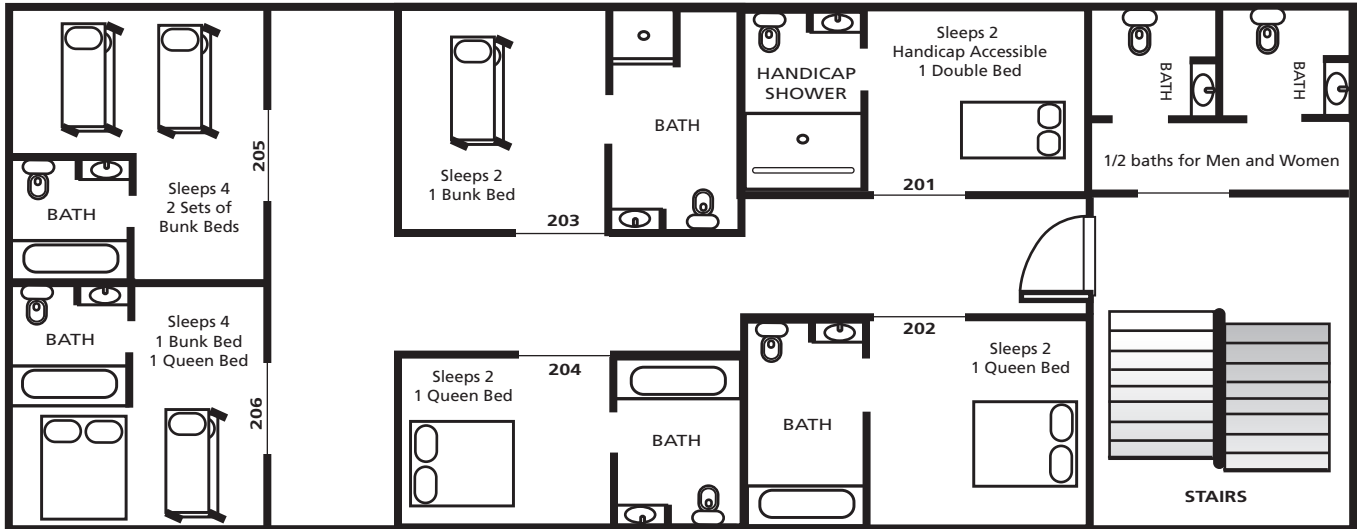 205
Sleeps 4
2 Sets of
Bunk Beds
BATH
Sleeps 2
1 Bunk Bed
203
BATH
HANDICAP
SHOWER
Sleeps 2
Handicap Accessible
1 Double Bed
201
BATH
BATH
1/2 baths for Men and Women
BATH
Sleeps 4
1 Bunk Bed
1 Queen Bed
206
Sleeps 2
1 Queen Bed
204
BATH
BATH
202
Sleeps 2
1 Queen Bed
STAIRS